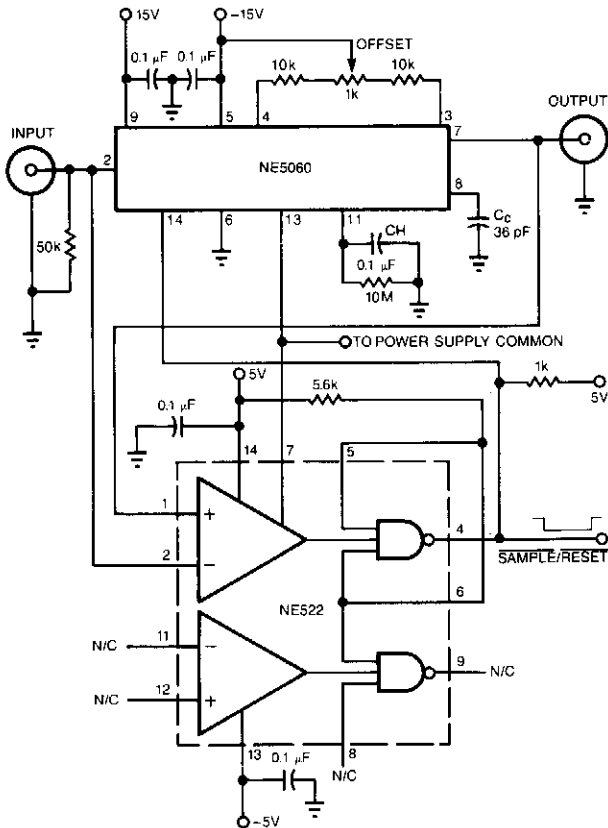 15V
-15V
0.1 µF
0.1 µF
OFFSET
10k
1k
10k
OUTPUT
INPUT
9
5
4
3
7
2
NE5060
8
14
6
13
11
CH
0.1 µF
10M
Cc
36 pF
50k
TO POWER SUPPLY COMMON
5V
5.6k
1k
5V
0.1 µF
14
7
5
1
+
4
2
−
SAMPLE/RESET
6
NE522
N/C
11
−
9
N/C
N/C
12
+
13
8
0.1 µF
N/C
-5V